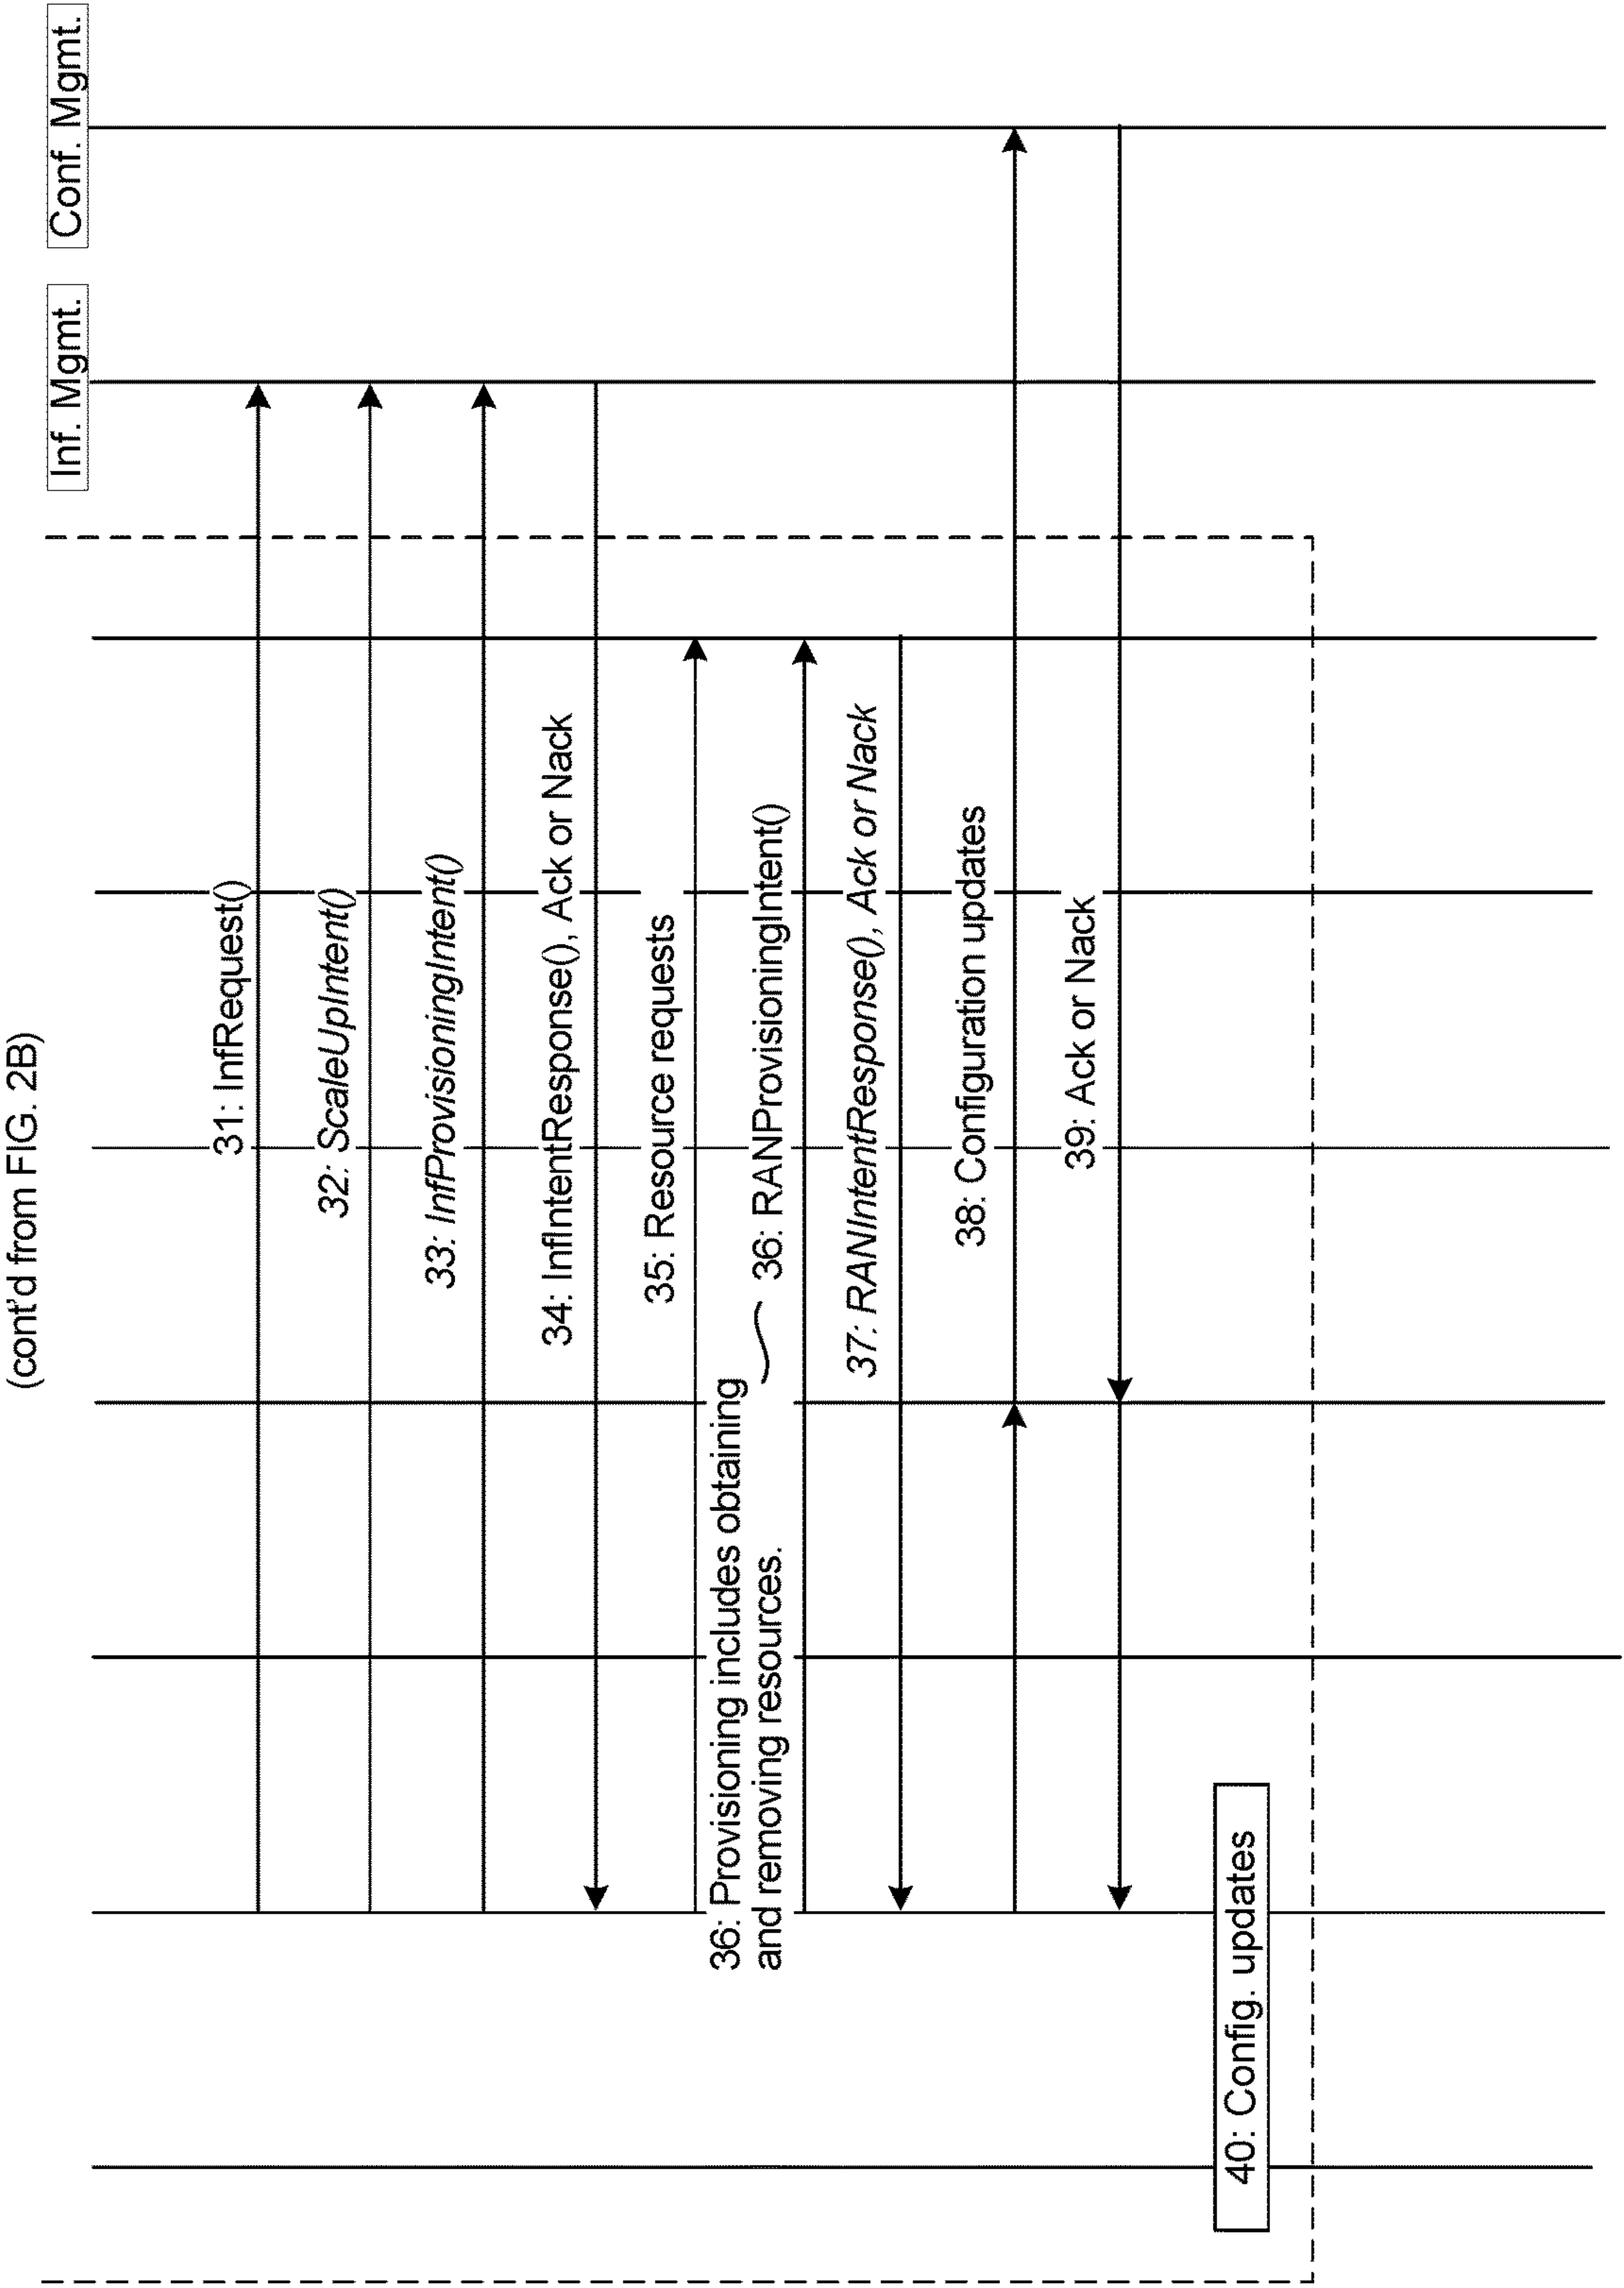 (cont'd from FIG. 2B)
Inf. Mgmt.
Conf. Mgmt.
31: InfRequest()
32: ScaleUpIntent()
33: InfProvisioningIntent()
34: InfIntentResponse(), Ack or Nack
35: Resource requests
36: Provisioning includes obtaining
and removing resources.
36: RANProvisioningIntent()
37: RANIntentResponse(), Ack or Nack
38: Configuration updates
39: Ack or Nack
40: Config. updates